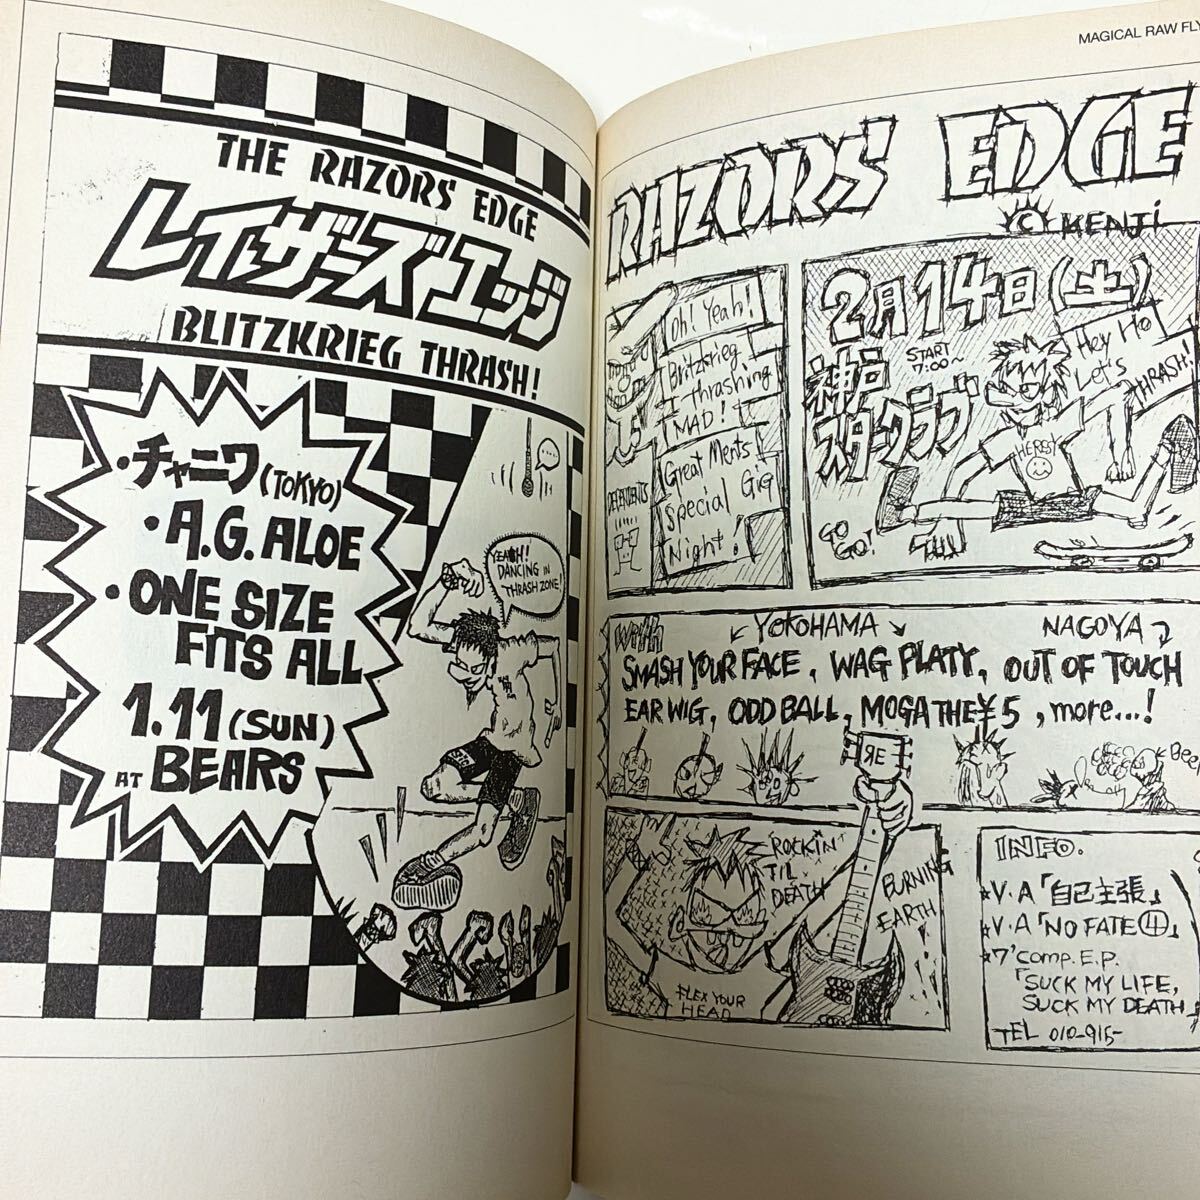 THE RAZORS EDGE
レイザーズエッジ
BLITZKRIEG THRASH!
・チャニワ(TOKYO)
・A.G. ALOE
・ONE SIZE
FITS ALL
1.11(SUN)
AT BEARS
....
YEAHH!
DANCING IN
THRASH ZONE!
MAGICAL RAW FLY
RAZORS EDGE
©KENJI
Oh! Yeah!
Britzkrieg
thrashing
MAD!
Great Ments
Special GiG
Night!
2月14日(土)
START
7:00~
神戸
スタークラブ
Hey Ho
Let's
THRASH!
HERESY
GO
GO!
With
↙YOKOHAMA↘
NAGOYA
SMASH YOUR FACE, WAG PLATY, OUT OF TOUCH
EAR WIG, ODD BALL, MOGA THE¥5, more...!
RE
Beer
ROCKIN'
TIL
DEATH
BURNING
EARTH
FLEX YOUR
HEAD
INFO.
☆V.A「自己主張」
☆V.A「NO FATE④」
☆7'comp.E.P.
「SUCK MY LIFE,
SUCK MY DEATH」
TEL 010-915-